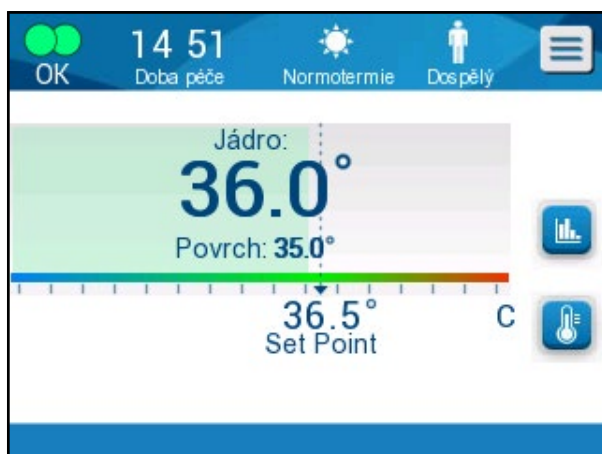 OK
14 51
Doba péče
Normotermie
Dospělý
Jádro:
36.0°
Povrch: 35.0°
36.5°
C
Set Point